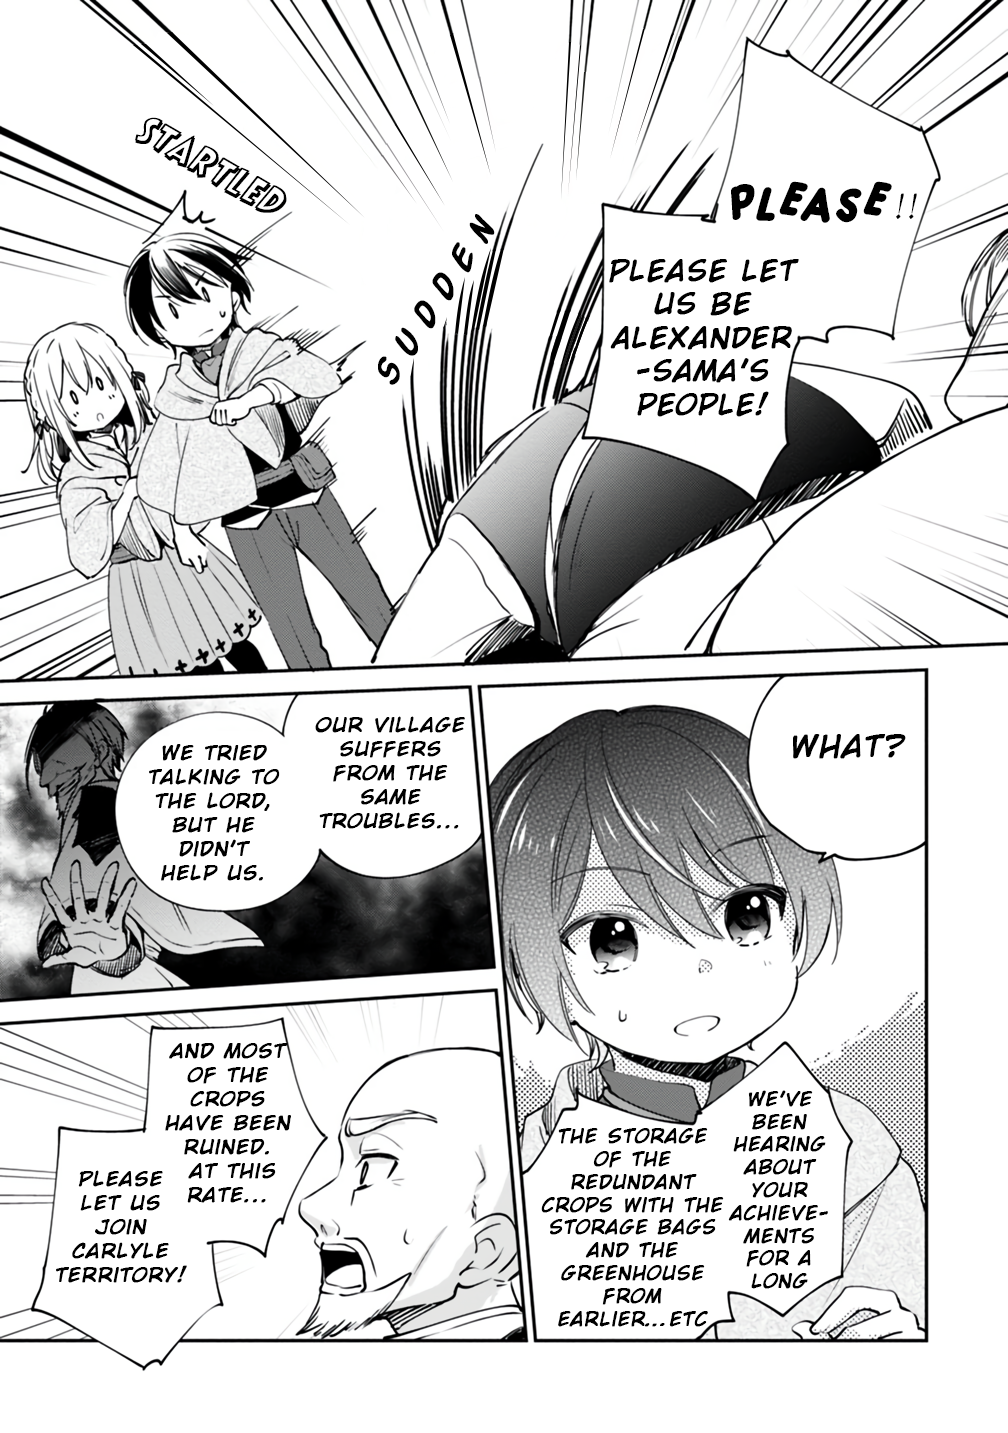 PLEASE!!
PLEASE LET
US BE
ALEXANDER
-SAMA'S
PEOPLE!
SUDDEN
STARTLED
WHAT?
WE'VE
BEEN
HEARING
ABOUT
YOUR
ACHIEVE-
MENTS
FOR A
LONG
THE STORAGE
OF THE
REDUNDANT
CROPS WITH THE
STORAGE BAGS
AND THE
GREENHOUSE
FROM
EARLIER...ETC
OUR VILLAGE
SUFFERS
FROM THE
SAME
TROUBLES...
WE TRIED
TALKING TO
THE LORD,
BUT HE
DIDN'T
HELP US.
AND MOST
OF THE
CROPS
HAVE BEEN
RUINED.
AT THIS
RATE...
PLEASE
LET US
JOIN
CARLYLE
TERRITORY!